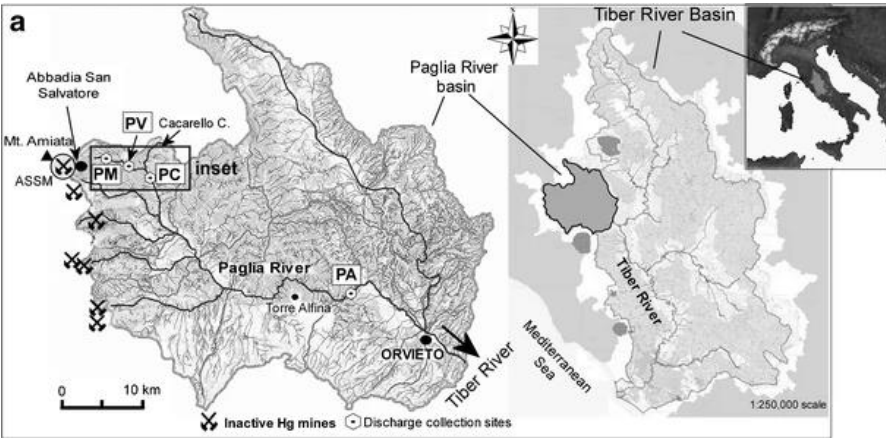 a
Tiber River Basin
Paglia River
basin
Abbadia San
Salvatore
PV
Cacarello C.
Mt. Amiata
ASSM
PM
PC
inset
Paglia River
PA
Torre Alfina
ORVIETO
Tiber River
Tiber River
Mediterranean
Sea
0 10 km
1:250,000 scale
Inactive Hg mines
Discharge collection sites